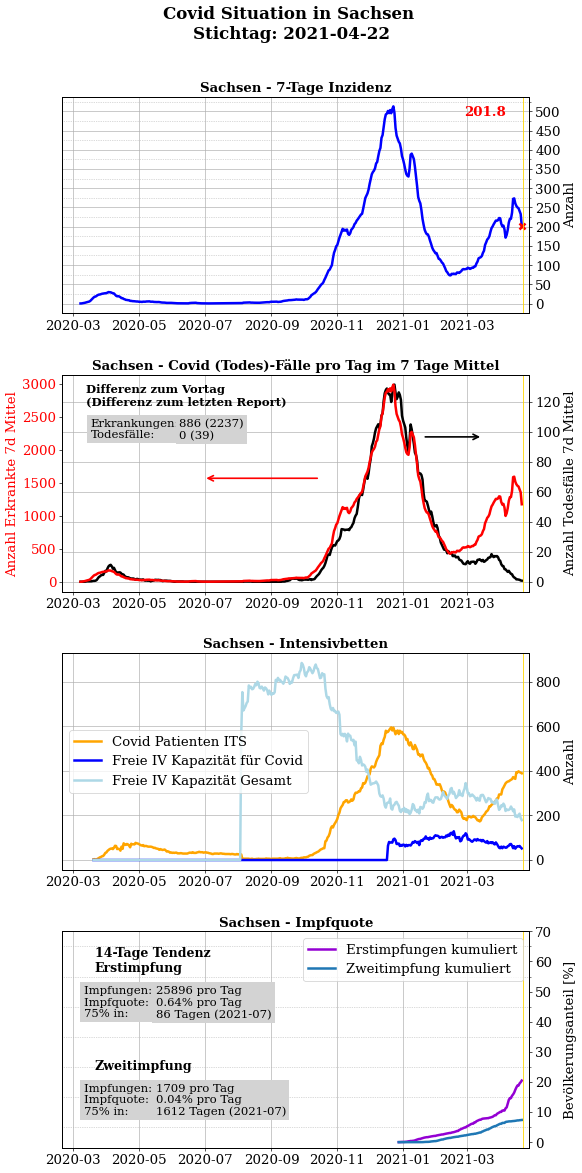 Covid Situation in Sachsen
Stichtag: 2021-04-22
Sachsen - 7-Tage Inzidenz
201.8
500
450
400
350
300
250
200
150
100
50
0
Anzahl
2020-03 2020-05 2020-07 2020-09 2020-11 2021-01 2021-03
Sachsen - Covid (Todes)-Fälle pro Tag im 7 Tage Mittel
Anzahl Erkrankte 7d Mittel
3000
2500
2000
1500
1000
500
0
Differenz zum Vortag
(Differenz zum letzten Report)
Erkrankungen 886 (2237)
Todesfälle: 0 (39)
120
100
80
60
40
20
0
Anzahl Todesfälle 7d Mittel
2020-03 2020-05 2020-07 2020-09 2020-11 2021-01 2021-03
Sachsen - Intensivbetten
Covid Patienten ITS
Freie IV Kapazität für Covid
Freie IV Kapazität Gesamt
800
600
400
200
0
Anzahl
2020-03 2020-05 2020-07 2020-09 2020-11 2021-01 2021-03
Sachsen - Impfquote
14-Tage Tendenz
Erstimpfung
Impfungen: 25896 pro Tag
Impfquote: 0.64% pro Tag
75% in: 86 Tagen (2021-07)
Zweitimpfung
Impfungen: 1709 pro Tag
Impfquote: 0.04% pro Tag
75% in: 1612 Tagen (2021-07)
Erstimpfungen kumuliert
Zweitimpfung kumuliert
70
60
50
40
30
20
10
0
Bevölkerungsanteil [%]
2020-03 2020-05 2020-07 2020-09 2020-11 2021-01 2021-03